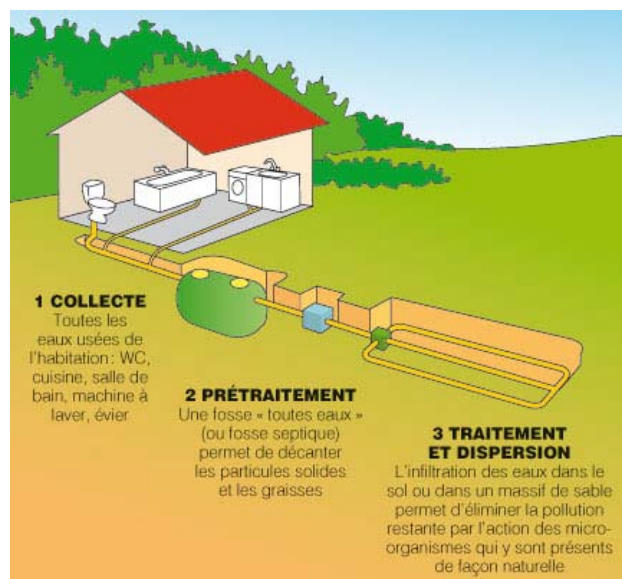 1 COLLECTE
Toutes les
eaux usées de
l'habitation: WC,
cuisine, salle de
bain, machine à
laver, évier
2 PRÉTRAITEMENT
Une fosse « toutes eaux »
(ou fosse septique)
permet de décanter
les particules solides
et les graisses
3 TRAITEMENT
ET DISPERSION
L'infiltration des eaux dans le
sol ou dans un massif de sable
permet d'éliminer la pollution
restante par l'action des micro-
organismes qui y sont présents
de façon naturelle